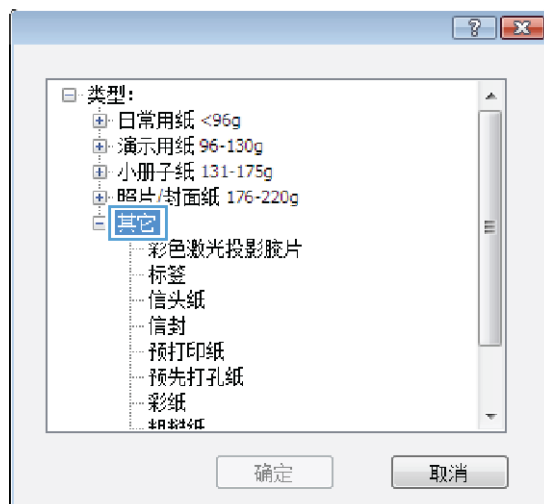 类型:
日常用纸 <96g
演示用纸 96-130g
小册子纸 131-175g
照片/封面纸 176-220g
其它
彩色激光投影胶片
标签
信头纸
信封
预打印纸
预先打孔纸
彩纸
粗糙纸
确定
取消